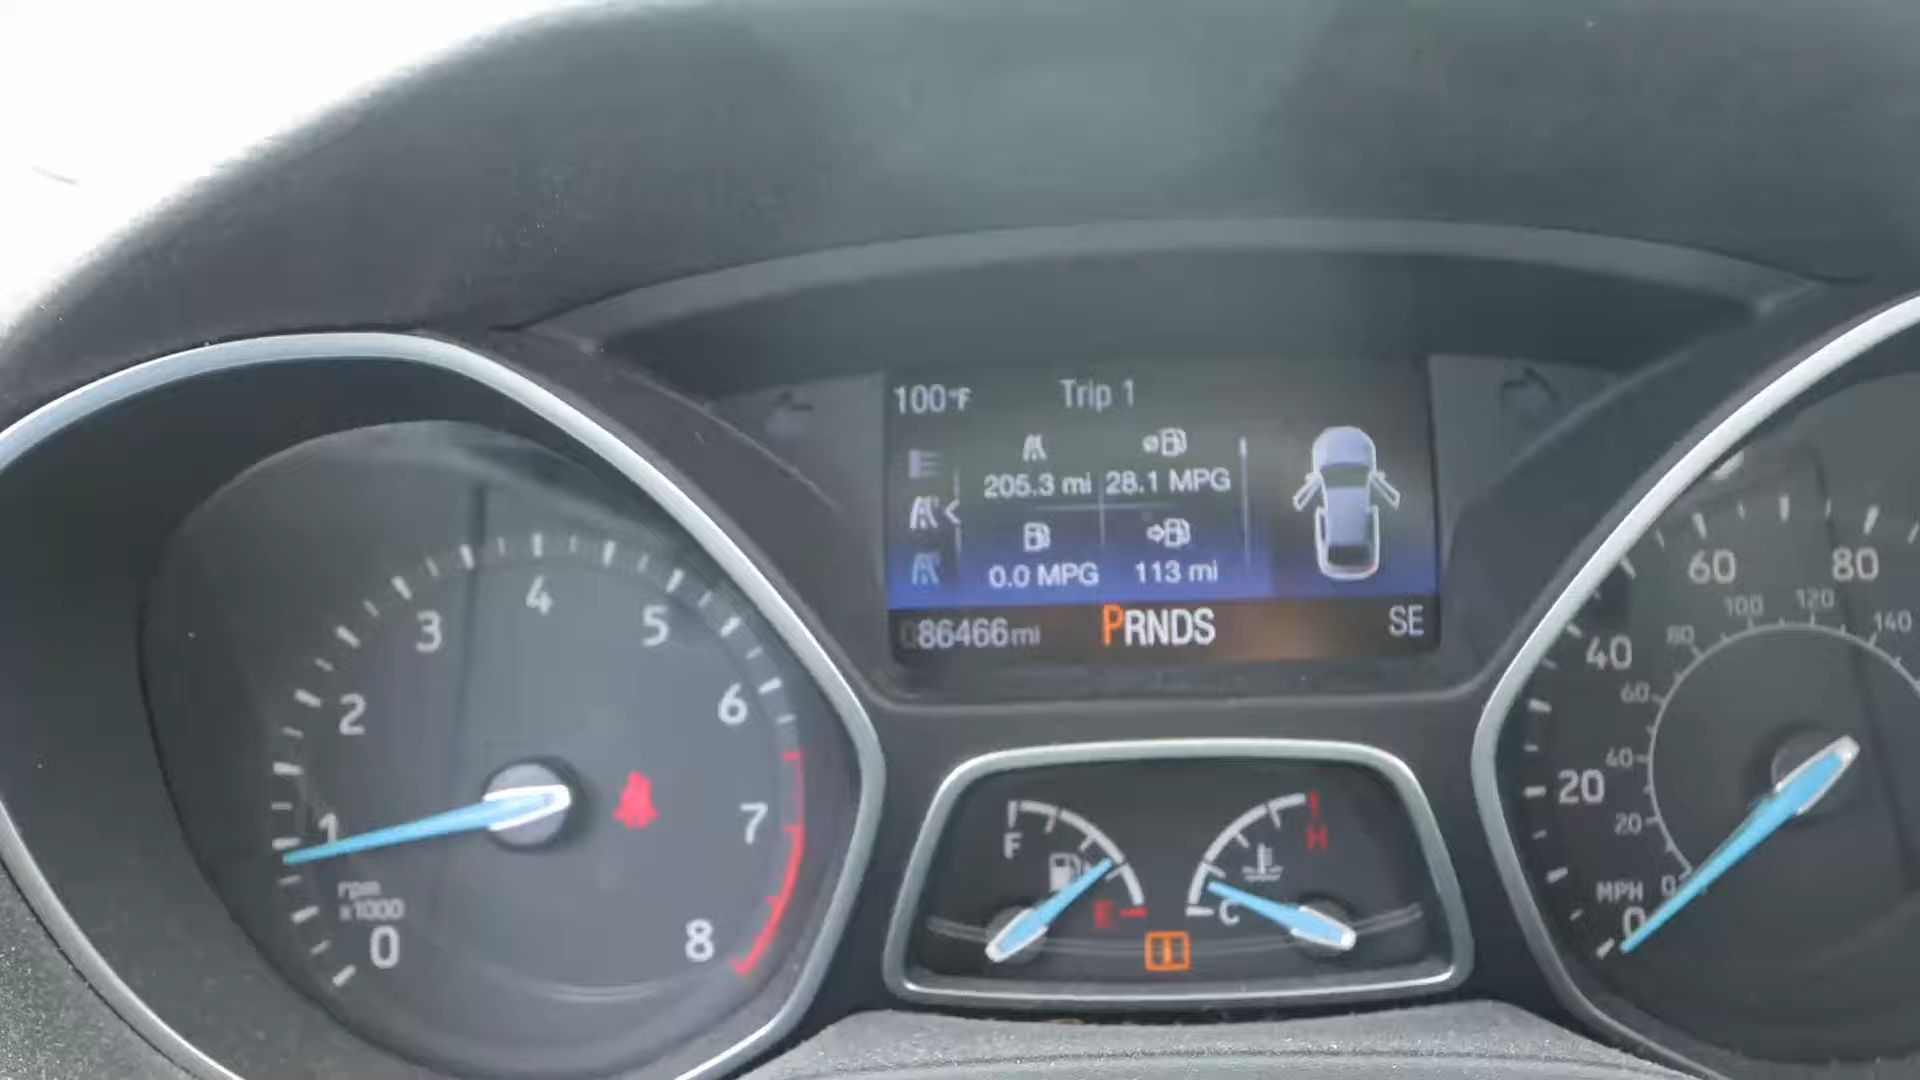 100°F Trip 1
205.3 mi 28.1 MPG
0.0 MPG 113 mi
086466mi PRNDS SE
0 1 2 3 4 5 6 7 8
rpm
x1000
F E
C H
0 20 40 60 80
0 20 40 60 80 100 120 140
MPH